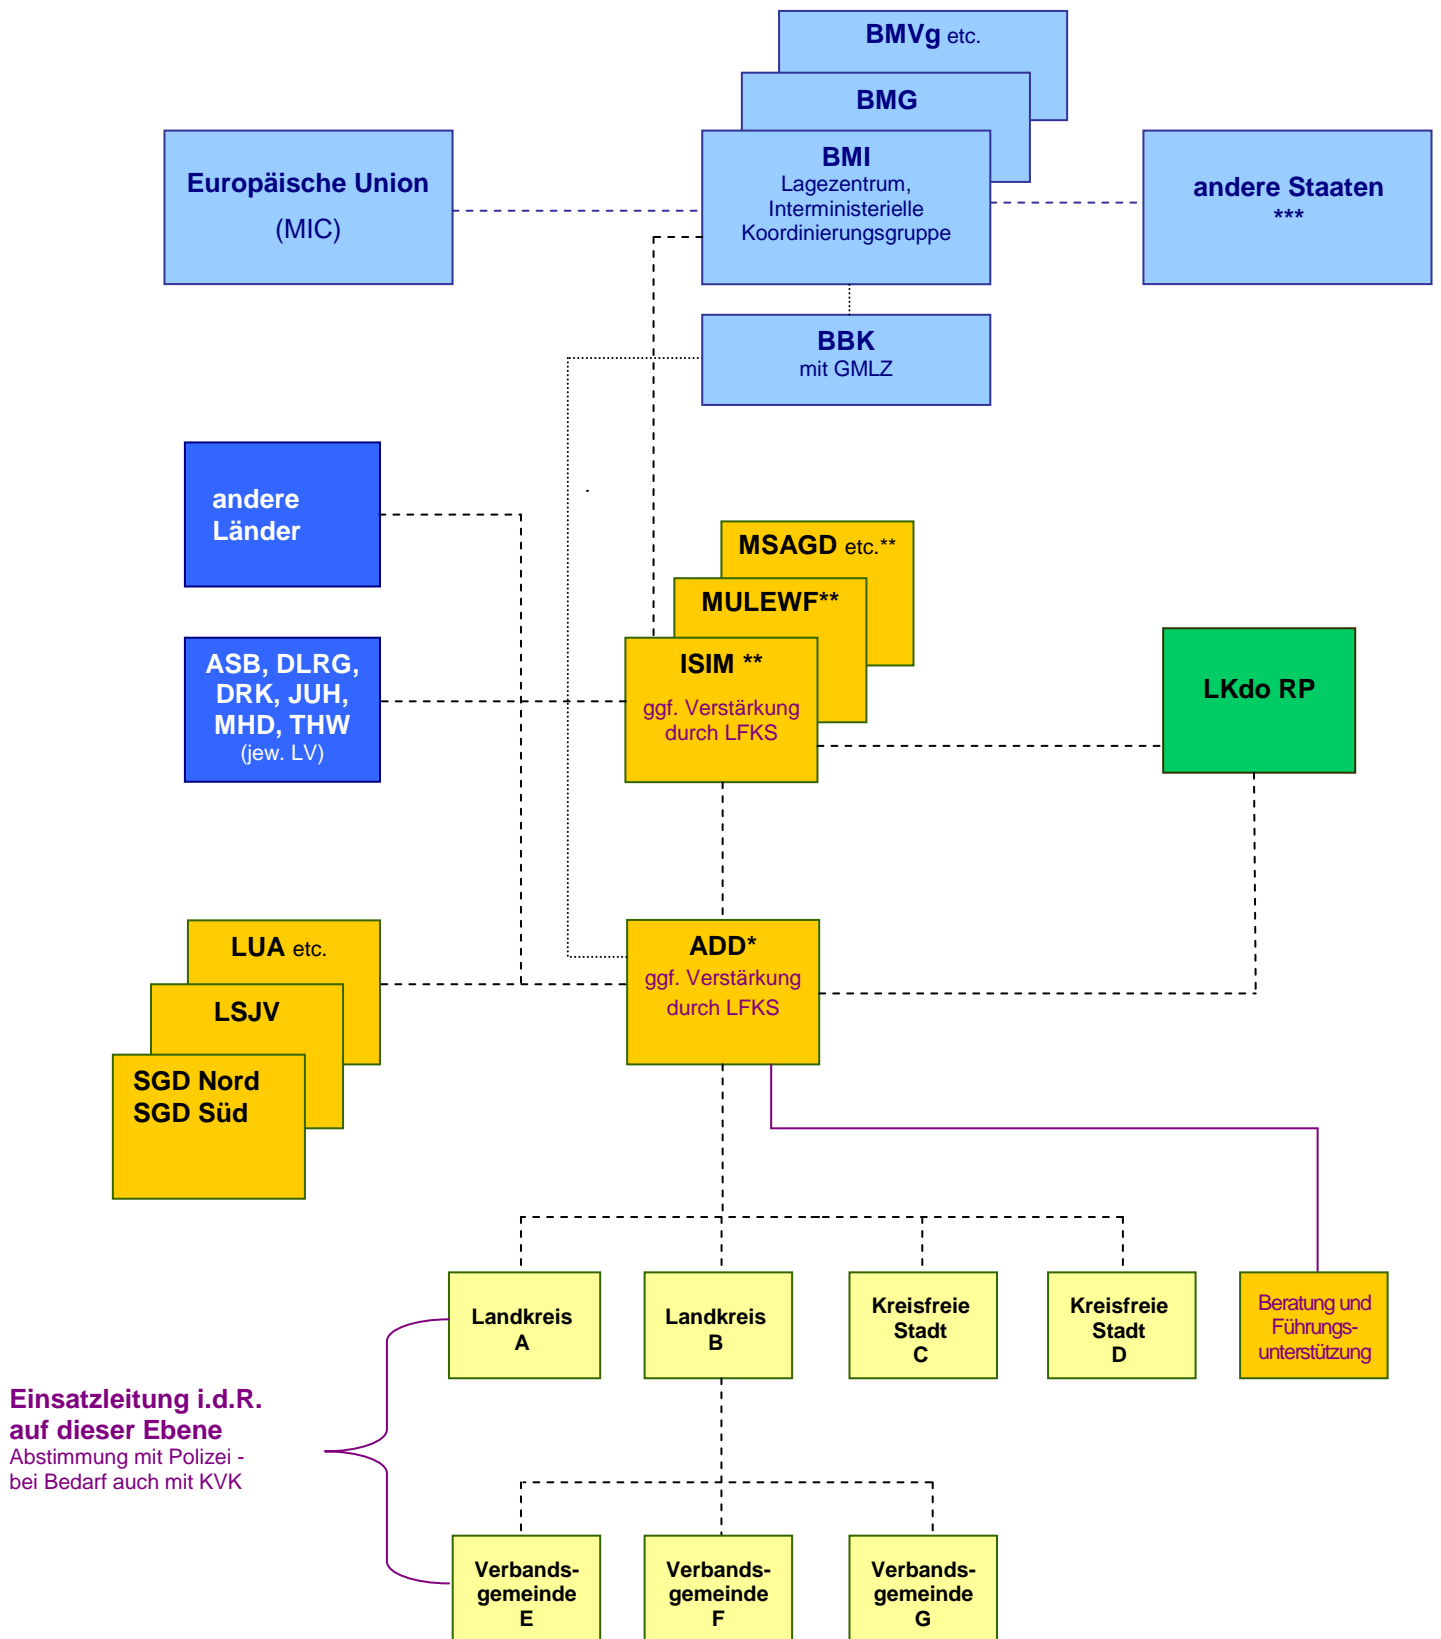 BMVg etc.
BMG
BMI
Lagezentrum,
Interministerielle
Koordinierungsgruppe
Europäische Union
(MIC)
andere Staaten
***
BBK
mit GMLZ
andere
Länder
MSAGD etc.**
MULEWF**
ISIM **
ggf. Verstärkung
durch LFKS
ASB, DLRG,
DRK, JUH,
MHD, THW
(jew. LV)
LKdo RP
LUA etc.
LSJV
SGD Nord
SGD Süd
ADD*
ggf. Verstärkung
durch LFKS
Landkreis
A
Landkreis
B
Kreisfreie
Stadt
C
Kreisfreie
Stadt
D
Beratung und
Führungs-
unterstützung
Einsatzleitung i.d.R.
auf dieser Ebene
Abstimmung mit Polizei -
bei Bedarf auch mit KVK
Verbands-
gemeinde
E
Verbands-
gemeinde
F
Verbands-
gemeinde
G